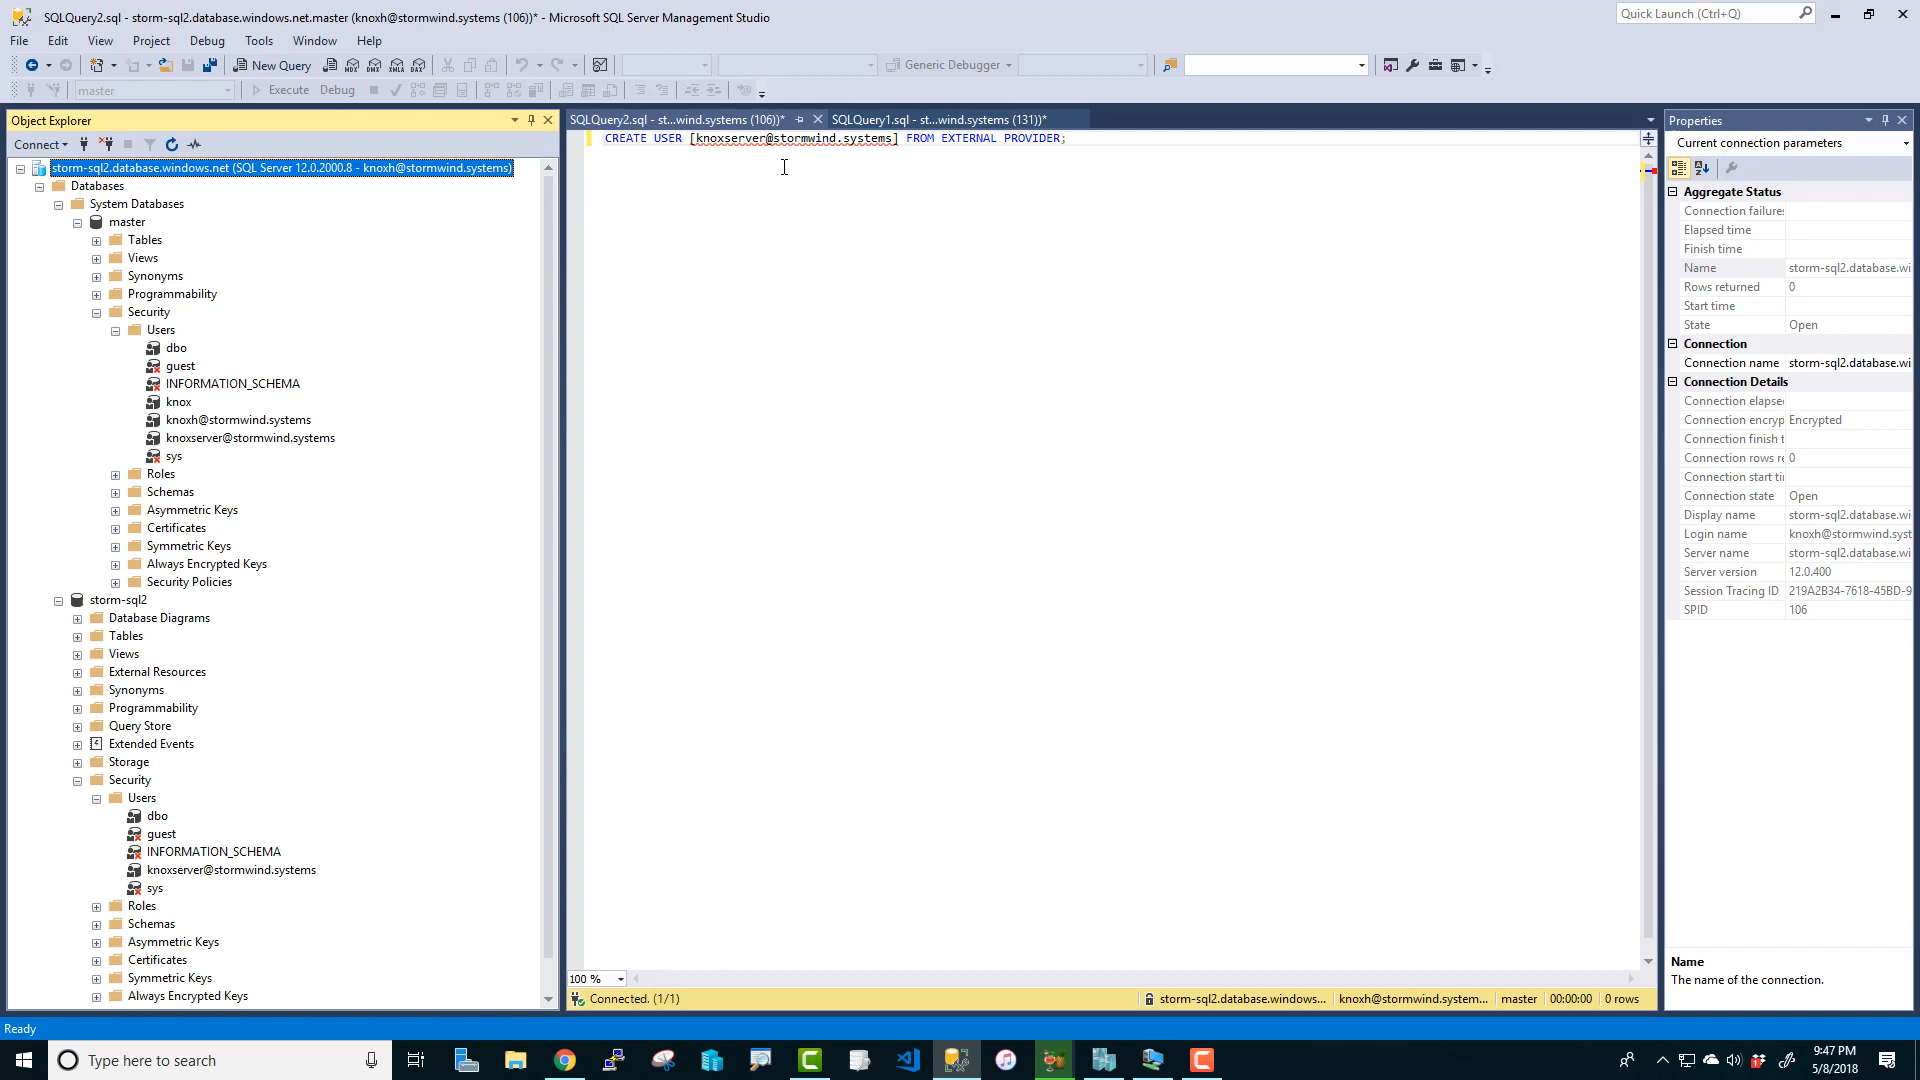 SQLQuery2.sql - storm-sql2.database.windows.net.master (knoxh@stormwind.systems (106))* - Microsoft SQL Server Management Studio
Quick Launch (Ctrl+Q)
File Edit View Project Debug Tools Window Help
New Query
MDX DMX XMLA DAX
Generic Debugger
master
Execute Debug
Object Explorer
SQLQuery2.sql - st...wind.systems (106))*
SQLQuery1.sql - st...wind.systems (131))*
Properties
Connect
CREATE USER [knoxserver@stormwind.systems] FROM EXTERNAL PROVIDER;
Current connection parameters
storm-sql2.database.windows.net (SQL Server 12.0.2000.8 - knoxh@stormwind.systems)
Databases
System Databases
master
Tables
Views
Synonyms
Programmability
Security
Users
dbo
guest
INFORMATION_SCHEMA
knox
knoxh@stormwind.systems
knoxserver@stormwind.systems
sys
Roles
Schemas
Asymmetric Keys
Certificates
Symmetric Keys
Always Encrypted Keys
Security Policies
storm-sql2
Database Diagrams
Tables
Views
External Resources
Synonyms
Programmability
Query Store
Extended Events
Storage
Security
Users
dbo
guest
INFORMATION_SCHEMA
knoxserver@stormwind.systems
sys
Roles
Schemas
Asymmetric Keys
Certificates
Symmetric Keys
Always Encrypted Keys
Aggregate Status
Connection failures
Elapsed time
Finish time
Name storm-sql2.database.wi
Rows returned 0
Start time
State Open
Connection
Connection name storm-sql2.database.wi
Connection Details
Connection elapse
Connection encryp Encrypted
Connection finish t
Connection rows re 0
Connection start ti
Connection state Open
Display name storm-sql2.database.wi
Login name knoxh@stormwind.syst
Server name storm-sql2.database.wi
Server version 12.0.400
Session Tracing ID 219A2B34-7618-45BD-9
SPID 106
Name
The name of the connection.
100 %
Connected. (1/1)
storm-sql2.database.windows...
knoxh@stormwind.system...
master
00:00:00
0 rows
Ready
Type here to search
9:47 PM
5/8/2018